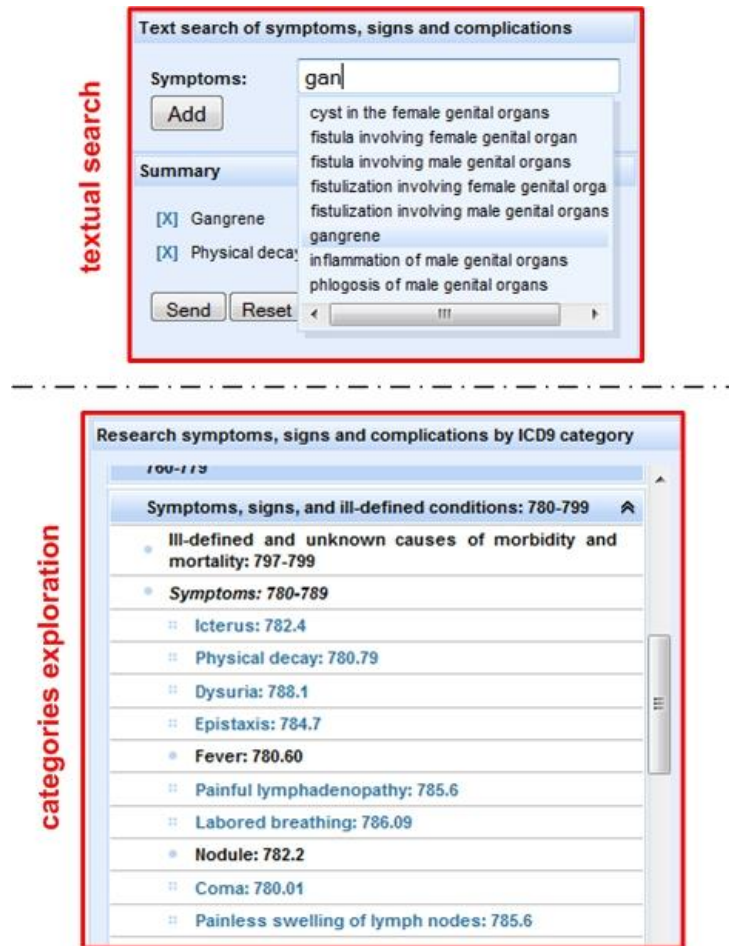 textual search
Text search of symptoms, signs and complications
Symptoms:
gan
Add
cyst in the female genital organs
fistula involving female genital organ
fistula involving male genital organs
fistulization involving female genital orga
fistulization involving male genital organs
gangrene
inflammation of male genital organs
phlogosis of male genital organs
Summary
[X] Gangrene
[X] Physical decay
Send
Reset
categories exploration
Research symptoms, signs and complications by ICD9 category
760-779
Symptoms, signs, and ill-defined conditions: 780-799
Ill-defined and unknown causes of morbidity and
mortality: 797-799
Symptoms: 780-789
Icterus: 782.4
Physical decay: 780.79
Dysuria: 788.1
Epistaxis: 784.7
Fever: 780.60
Painful lymphadenopathy: 785.6
Labored breathing: 786.09
Nodule: 782.2
Coma: 780.01
Painless swelling of lymph nodes: 785.6